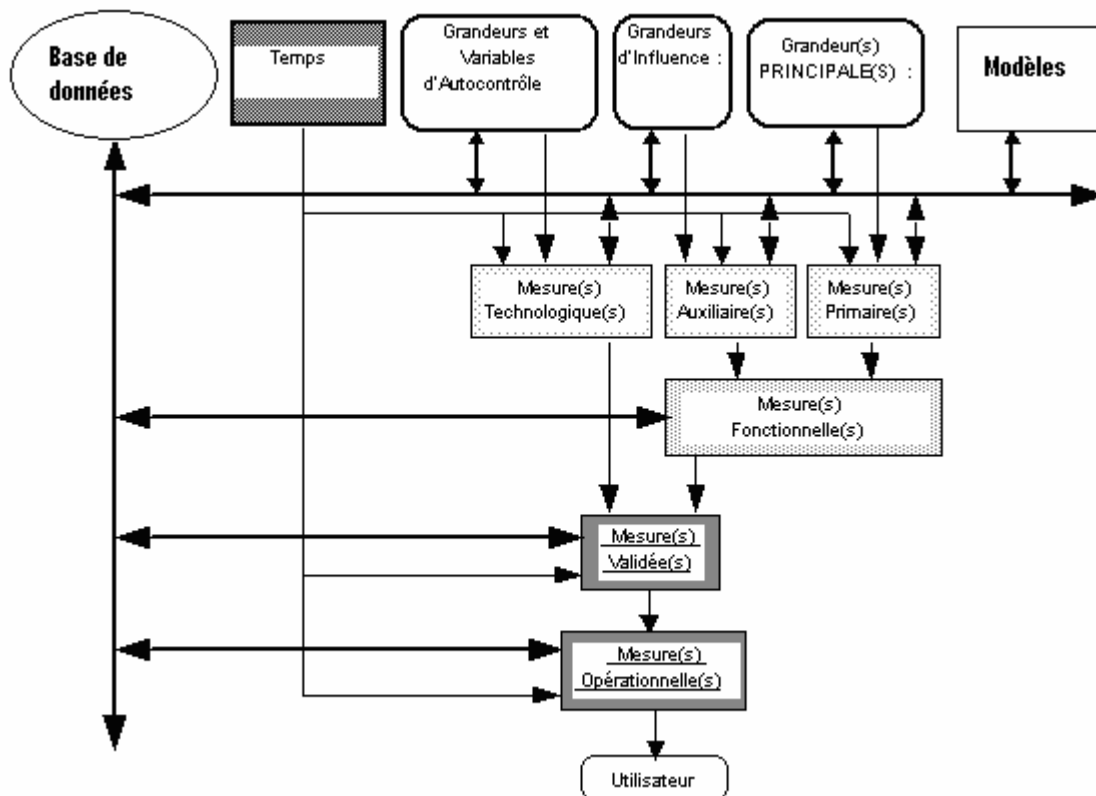 Base de
données
Temps
Grandeurs et
Variables
d'Autocontrôle
Grandeurs
d'Influence :
Grandeur(s)
PRINCIPALE(S) :
Modèles
Mesure(s)
Technologique(s)
Mesure(s)
Auxiliaire(s)
Mesure(s)
Primaire(s)
Mesure(s)
Fonctionnelle(s)
Mesure(s)
Validée(s)
Mesure(s)
Opérationnelle(s)
Utilisateur